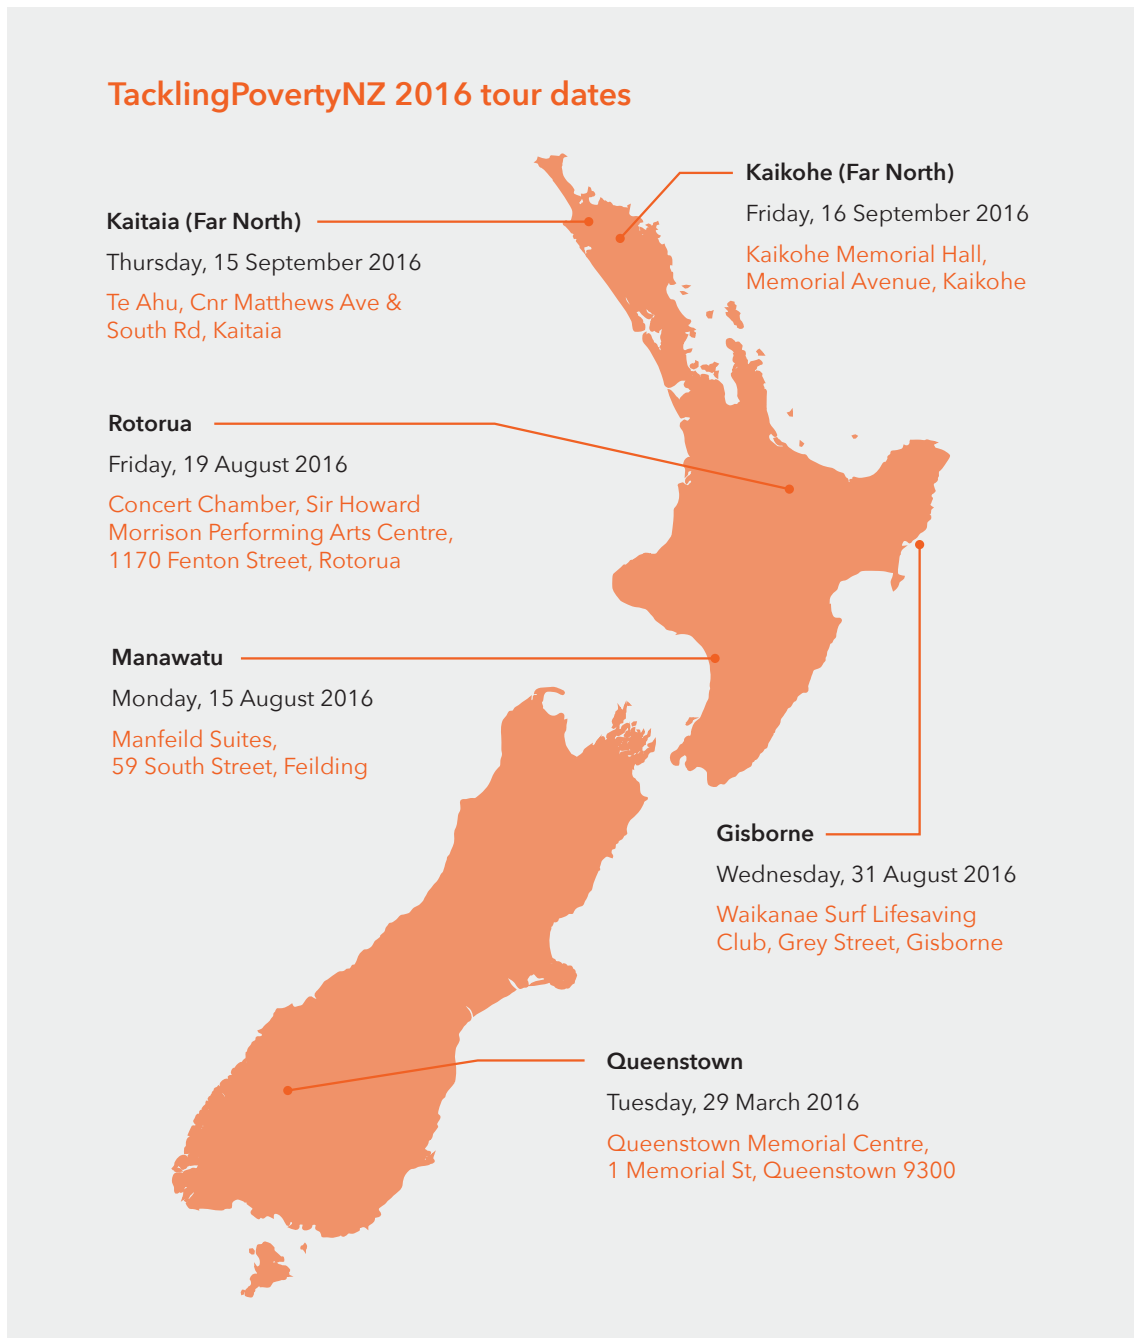 TacklingPovertyNZ 2016 tour dates
Kaikohe (Far North)
Friday, 16 September 2016
Kaikohe Memorial Hall,
Memorial Avenue, Kaikohe
Kaitaia (Far North)
Thursday, 15 September 2016
Te Ahu, Cnr Matthews Ave &
South Rd, Kaitaia
Rotorua
Friday, 19 August 2016
Concert Chamber, Sir Howard
Morrison Performing Arts Centre,
1170 Fenton Street, Rotorua
Manawatu
Monday, 15 August 2016
Manfeild Suites,
59 South Street, Feilding
Gisborne
Wednesday, 31 August 2016
Waikanae Surf Lifesaving
Club, Grey Street, Gisborne
Queenstown
Tuesday, 29 March 2016
Queenstown Memorial Centre,
1 Memorial St, Queenstown 9300